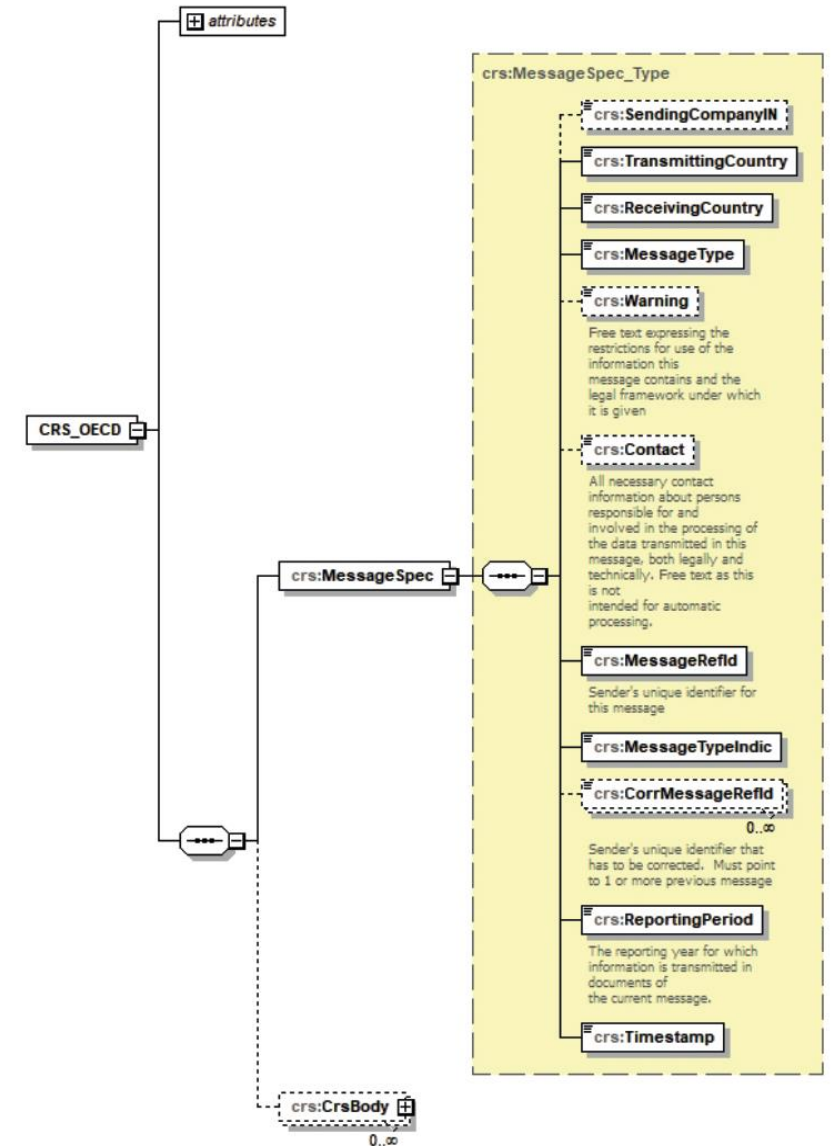 attributes
crs:MessageSpec_Type
crs:SendingCompanyIN
crs:TransmittingCountry
crs:ReceivingCountry
crs:MessageType
crs:Warning
Free text expressing the
restrictions for use of the
information this
message contains and the
legal framework under which
it is given
CRS_OECD
crs:Contact
All necessary contact
information about persons
responsible for and
involved in the processing of
the data transmitted in this
message, both legally and
technically. Free text as this
is not
intended for automatic
processing.
crs:MessageSpec
crs:MessageRefId
Sender's unique identifier for
this message
crs:MessageTypeIndic
crs:CorrMessageRefId
0..∞
Sender's unique identifier that
has to be corrected.  Must point
to 1 or more previous message
crs:ReportingPeriod
The reporting year for which
information is transmitted in
documents of
the current message.
crs:Timestamp
crs:CrsBody
0..∞